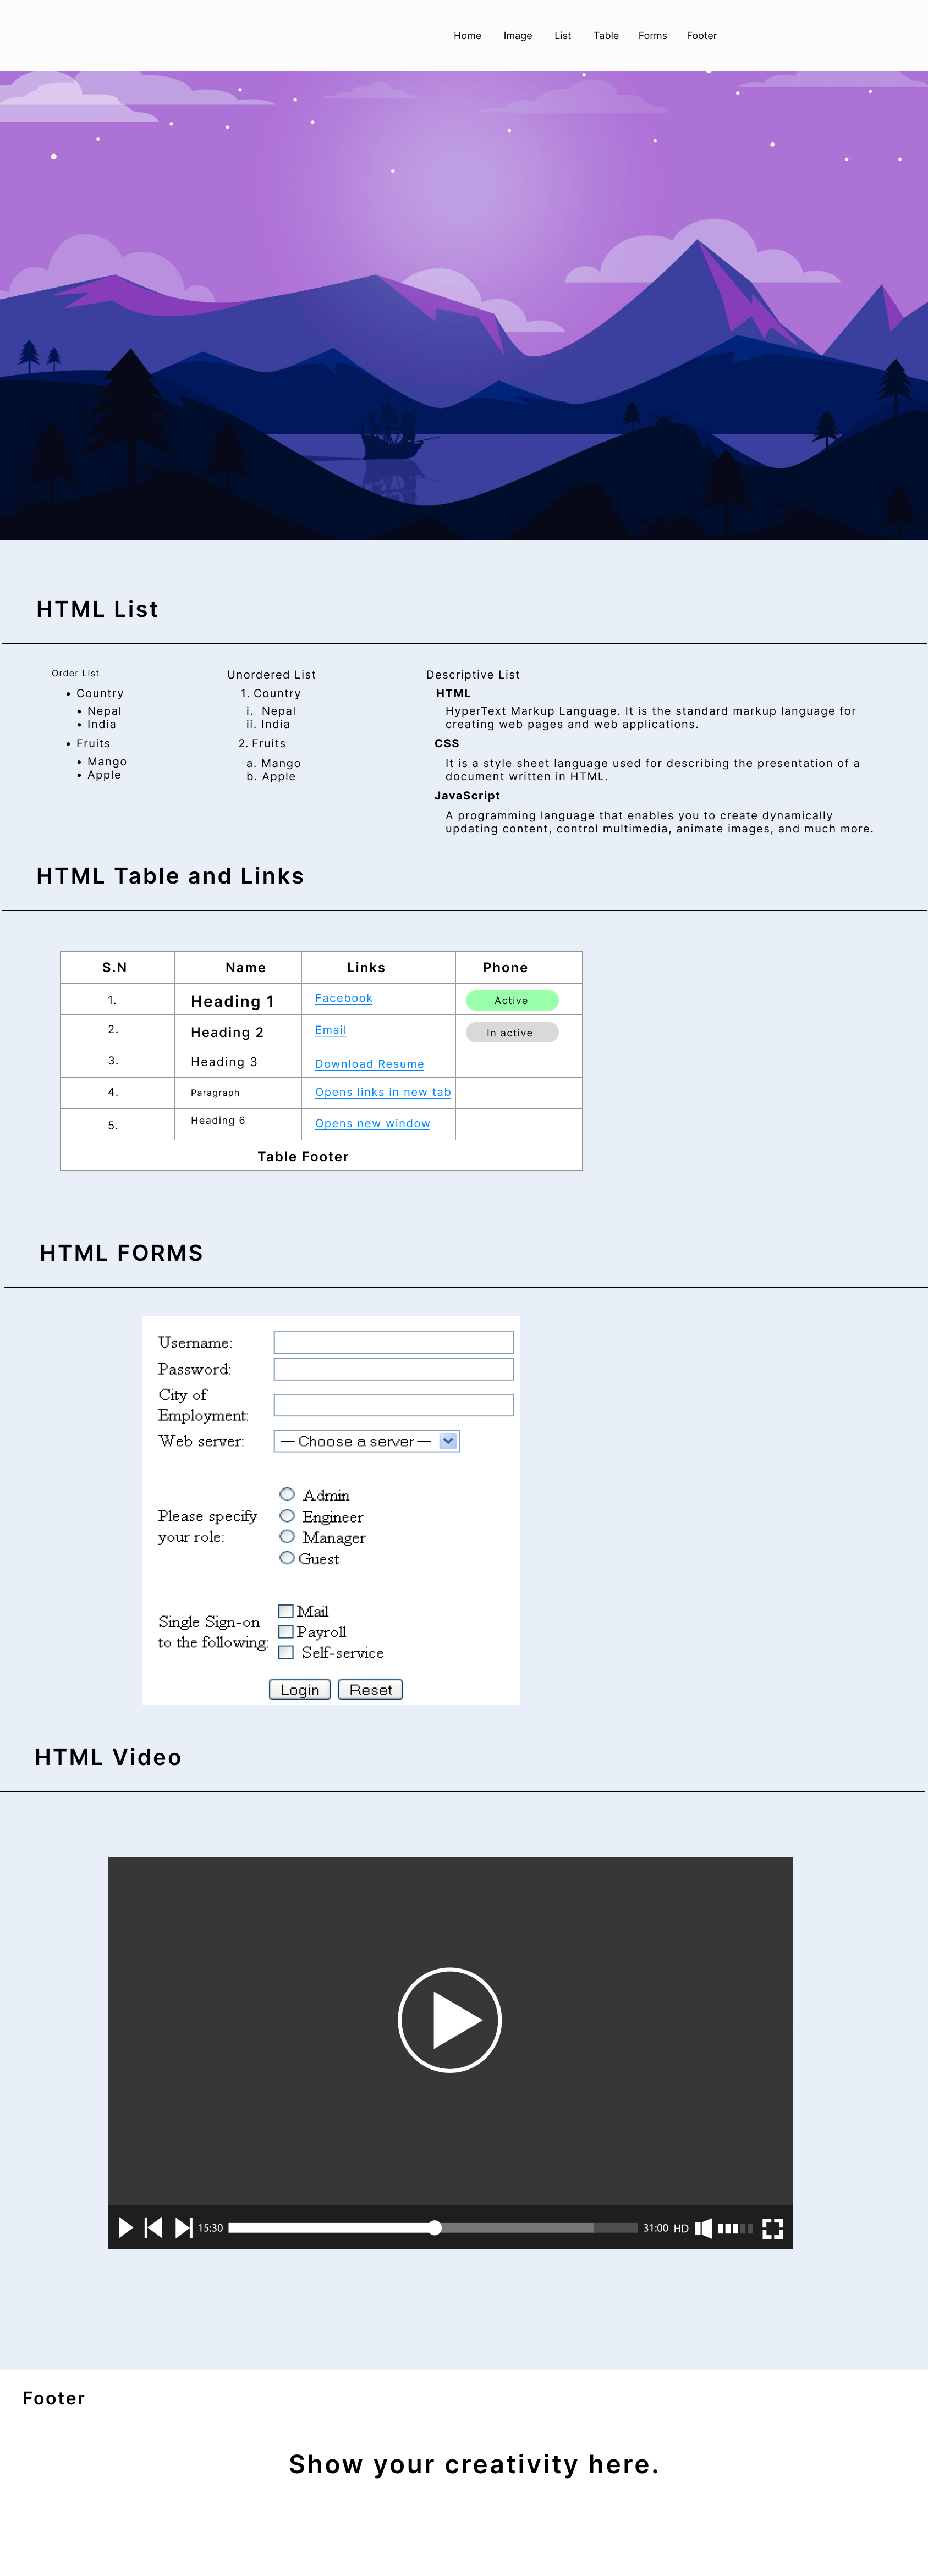 Home Image List Table Forms Footer
HTML List
Order List
• Country
• Nepal
• India
• Fruits
• Mango
• Apple
Unordered List
1. Country
i. Nepal
ii. India
2. Fruits
a. Mango
b. Apple
Descriptive List
HTML
HyperText Markup Language. It is the standard markup language for
creating web pages and web applications.
CSS
It is a style sheet language used for describing the presentation of a
document written in HTML.
JavaScript
A programming language that enables you to create dynamically
updating content, control multimedia, animate images, and much more.
HTML Table and Links
S.N Name Links Phone
1. Heading 1 Facebook Active
2. Heading 2 Email In active
3. Heading 3 Download Resume
4. Paragraph Opens links in new tab
5. Heading 6 Opens new window
Table Footer
HTML FORMS
Username:
Password:
City of
Employment:
Web server: — Choose a server —
Please specify
your role:
Admin
Engineer
Manager
Guest
Single Sign-on
to the following:
Mail
Payroll
Self-service
Login Reset
HTML Video
15:30 31:00 HD
Footer
Show your creativity here.